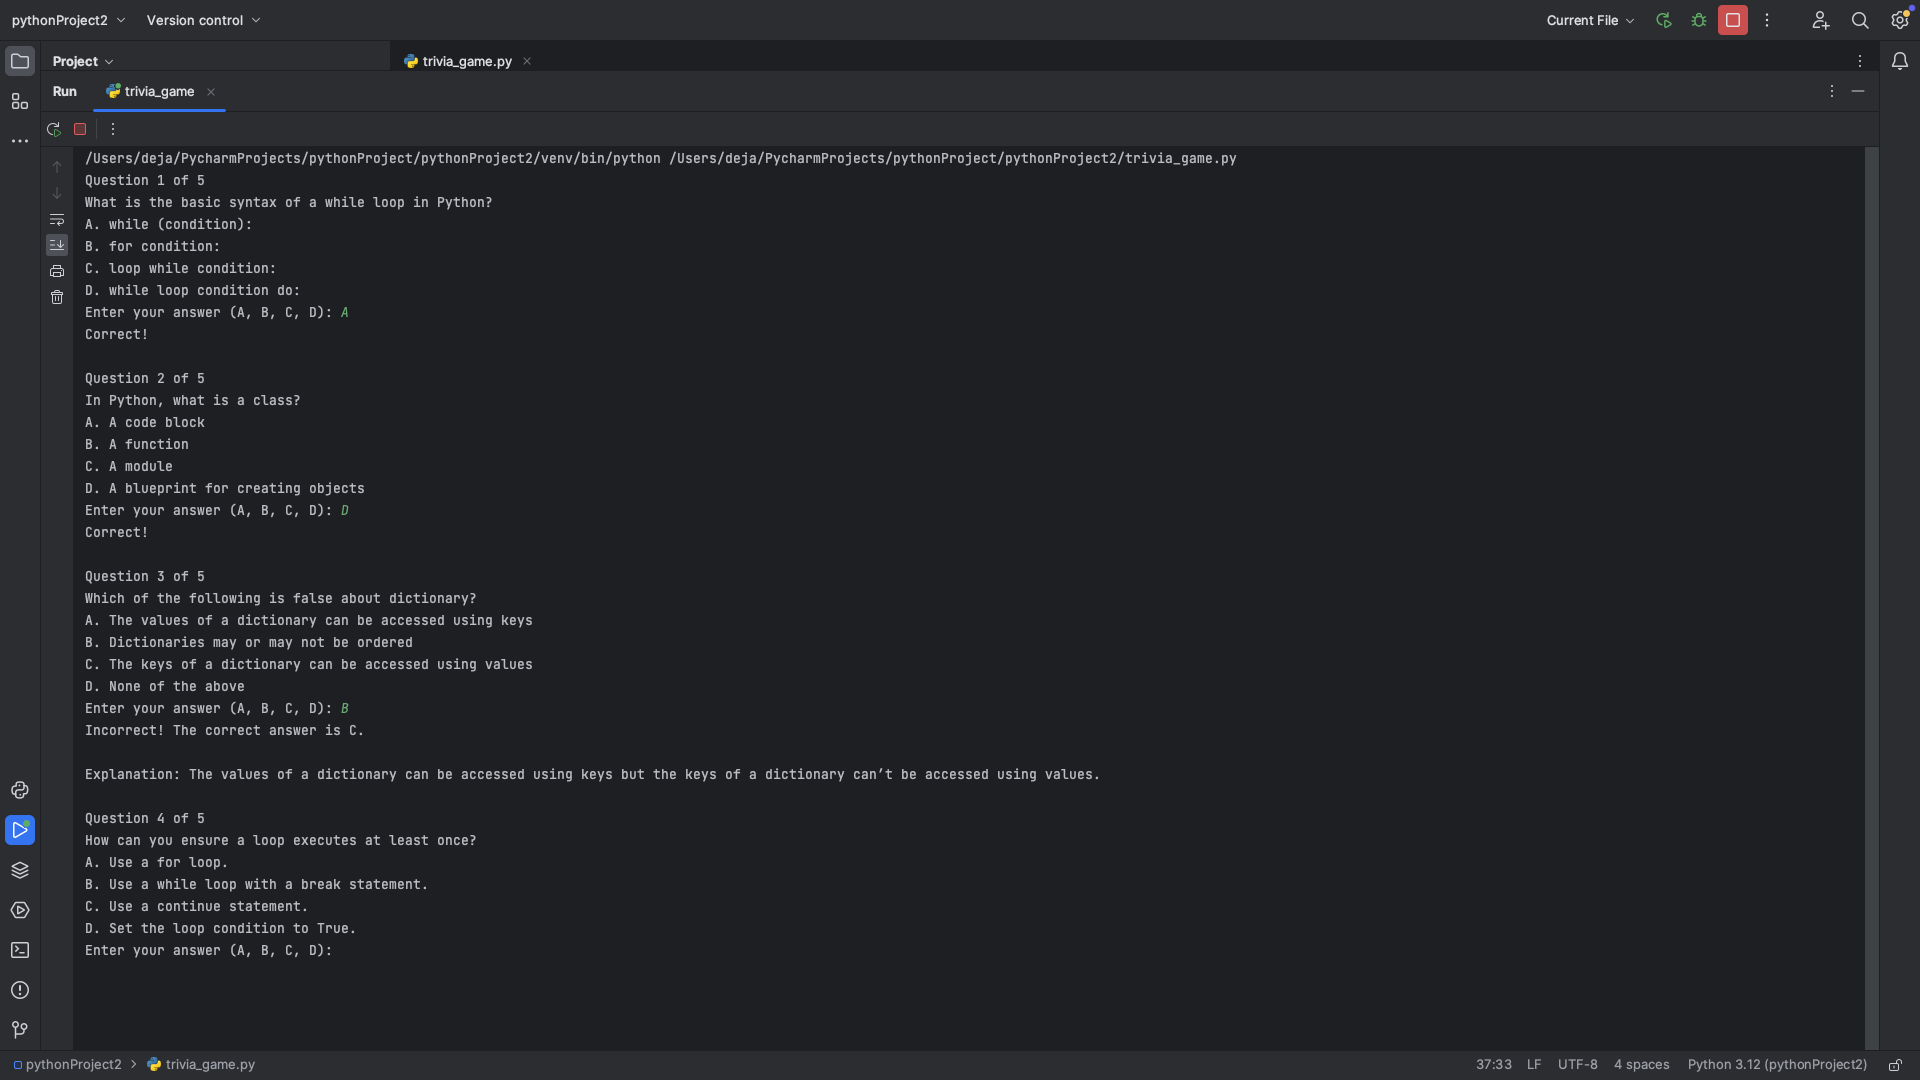 pythonProject2 Version control Current File
Project trivia_game.py
Run trivia_game
/Users/deja/PycharmProjects/pythonProject/pythonProject2/venv/bin/python /Users/deja/PycharmProjects/pythonProject/pythonProject2/trivia_game.py
Question 1 of 5
What is the basic syntax of a while loop in Python?
A. while (condition):
B. for condition:
C. loop while condition:
D. while loop condition do:
Enter your answer (A, B, C, D): A
Correct!
Question 2 of 5
In Python, what is a class?
A. A code block
B. A function
C. A module
D. A blueprint for creating objects
Enter your answer (A, B, C, D): D
Correct!
Question 3 of 5
Which of the following is false about dictionary?
A. The values of a dictionary can be accessed using keys
B. Dictionaries may or may not be ordered
C. The keys of a dictionary can be accessed using values
D. None of the above
Enter your answer (A, B, C, D): B
Incorrect! The correct answer is C.
Explanation: The values of a dictionary can be accessed using keys but the keys of a dictionary can’t be accessed using values.
Question 4 of 5
How can you ensure a loop executes at least once?
A. Use a for loop.
B. Use a while loop with a break statement.
C. Use a continue statement.
D. Set the loop condition to True.
Enter your answer (A, B, C, D):
pythonProject2 > trivia_game.py 37:33 LF UTF-8 4 spaces Python 3.12 (pythonProject2)